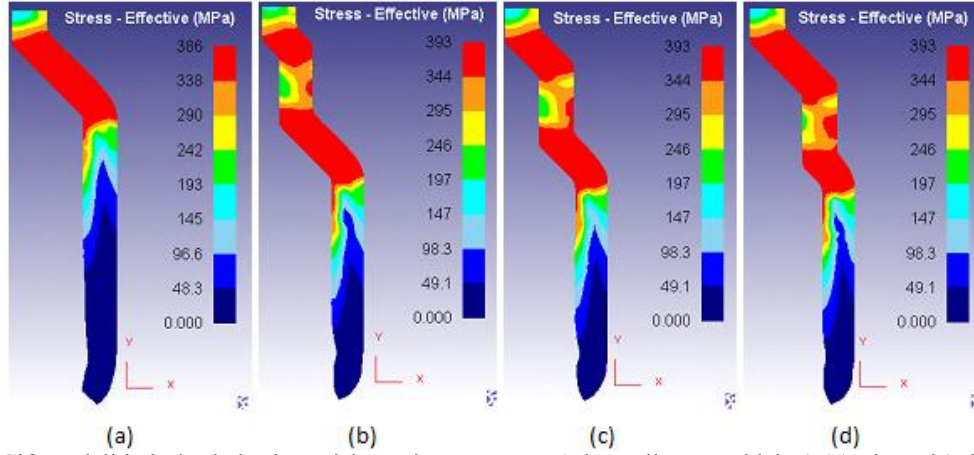 Stress - Effective (MPa)
386
338
290
242
193
145
96.6
48.3
0.000
Y
X
(a)
Stress - Effective (MPa)
393
344
295
246
197
147
98.3
49.1
0.000
Y
X
(b)
Stress - Effective (MPa)
393
344
295
246
197
147
98.3
49.1
0.000
Y
X
(c)
Stress - Effective (MPa)
393
344
295
246
197
147
98.3
49.1
0.000
Y
X
(d)